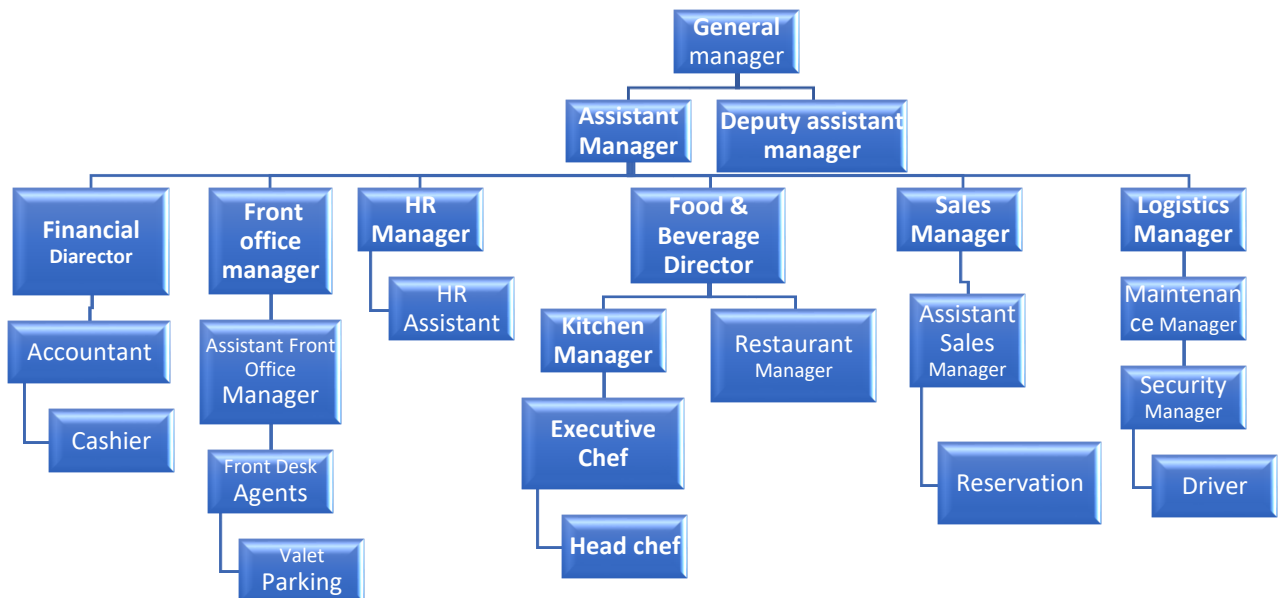 General
manager
Assistant
Manager
Deputy assistant
manager
Financial
Diarector
Front
office
manager
HR
Manager
Food &
Beverage
Director
Sales
Manager
Logistics
Manager
Accountant
Assistant Front
Office
Manager
HR
Assistant
Kitchen
Manager
Restaurant
Manager
Assistant
Sales
Manager
Maintenan
ce Manager
Cashier
Front Desk
Agents
Executive
Chef
Reservation
Security
Manager
Valet
Parking
Head chef
Driver